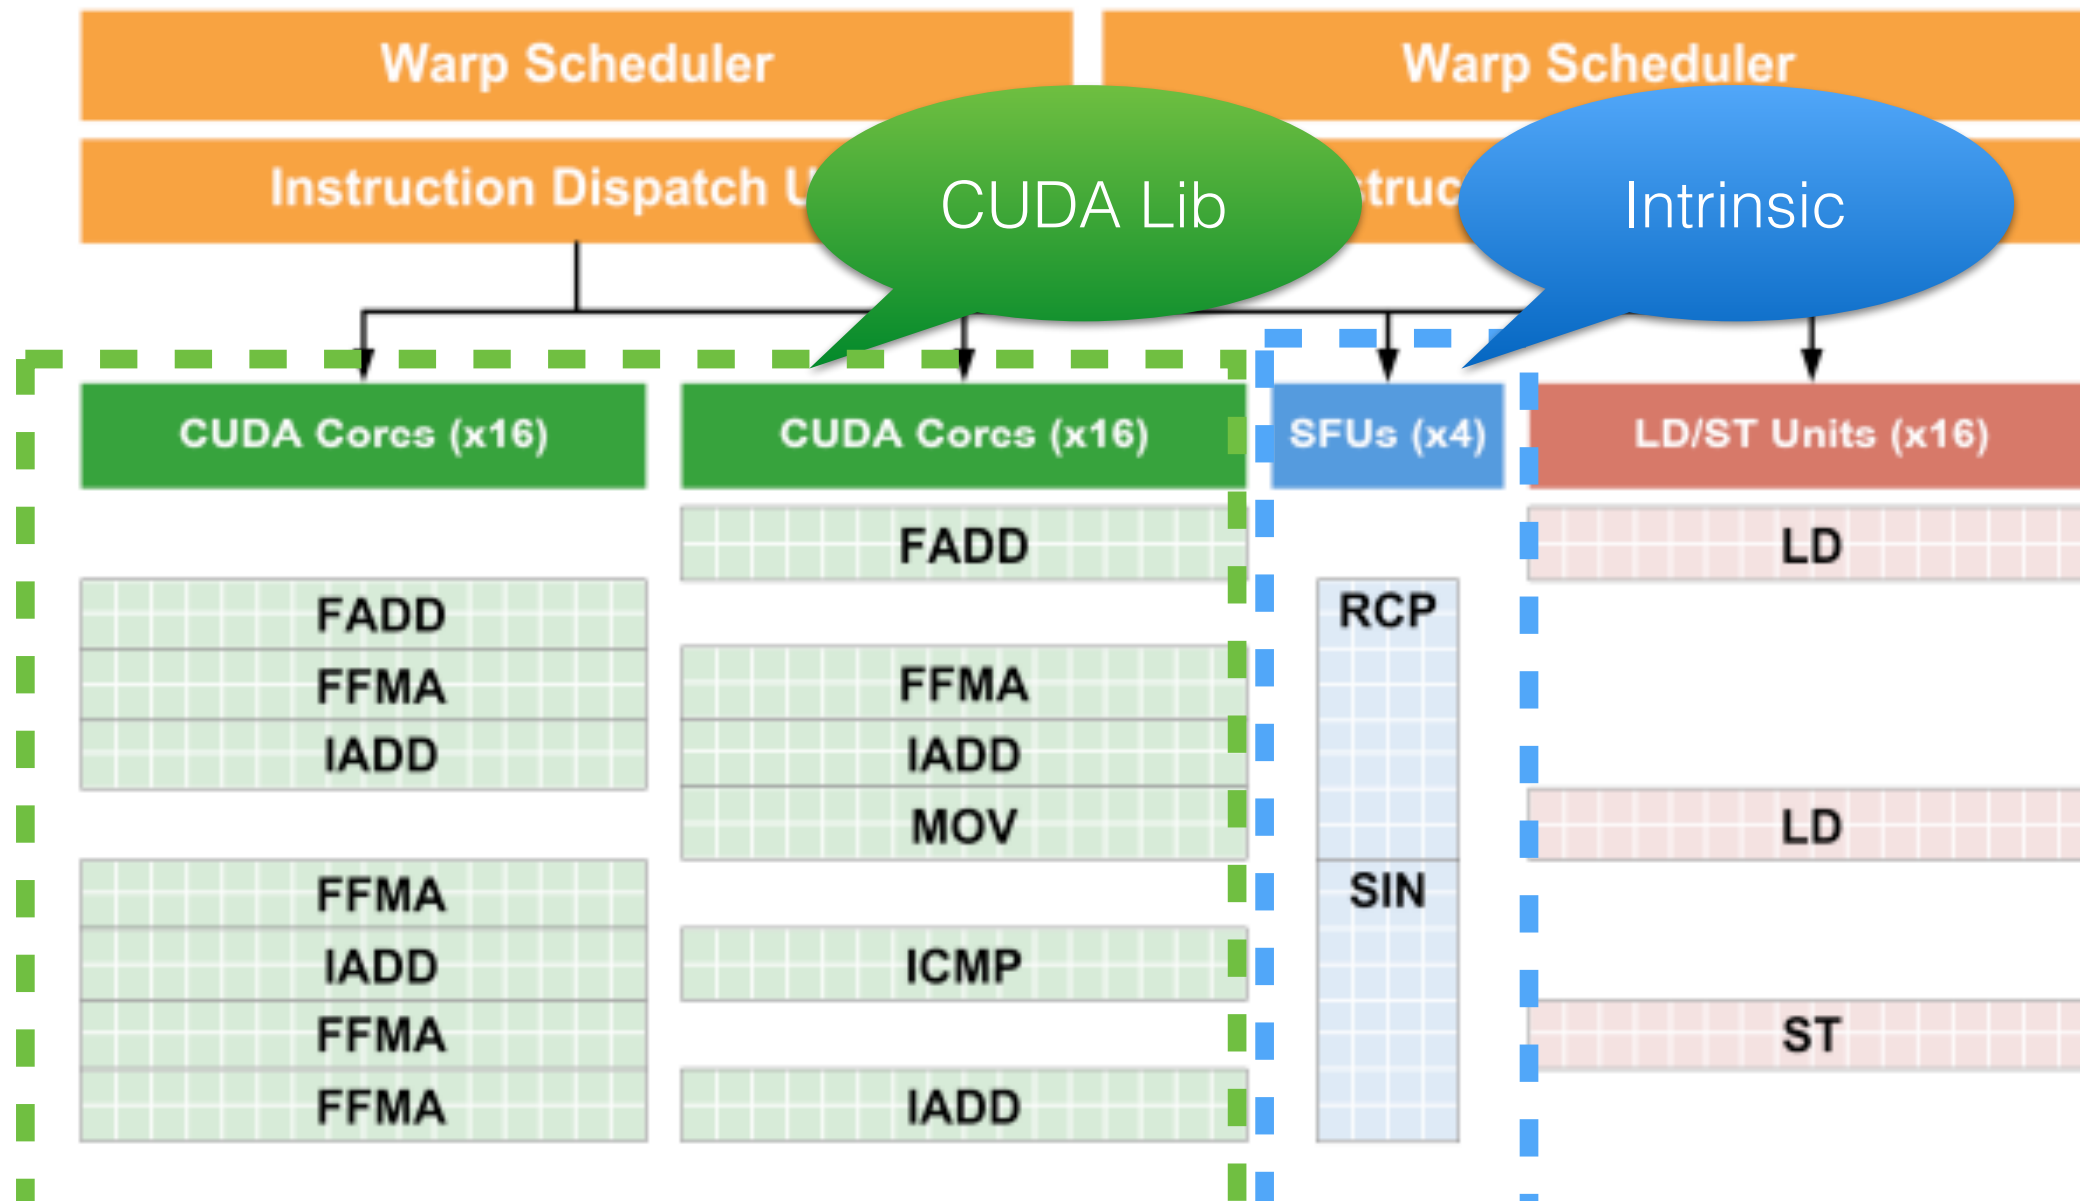 Warp Scheduler
Warp Scheduler
Instruction Dispatch U
struc
CUDA Lib
Intrinsic
CUDA Cores (x16)
CUDA Cores (x16)
SFUs (x4)
LD/ST Units (x16)
FADD
LD
FADD
RCP
FFMA
FFMA
IADD
IADD
MOV
LD
FFMA
SIN
IADD
ICMP
FFMA
ST
FFMA
IADD